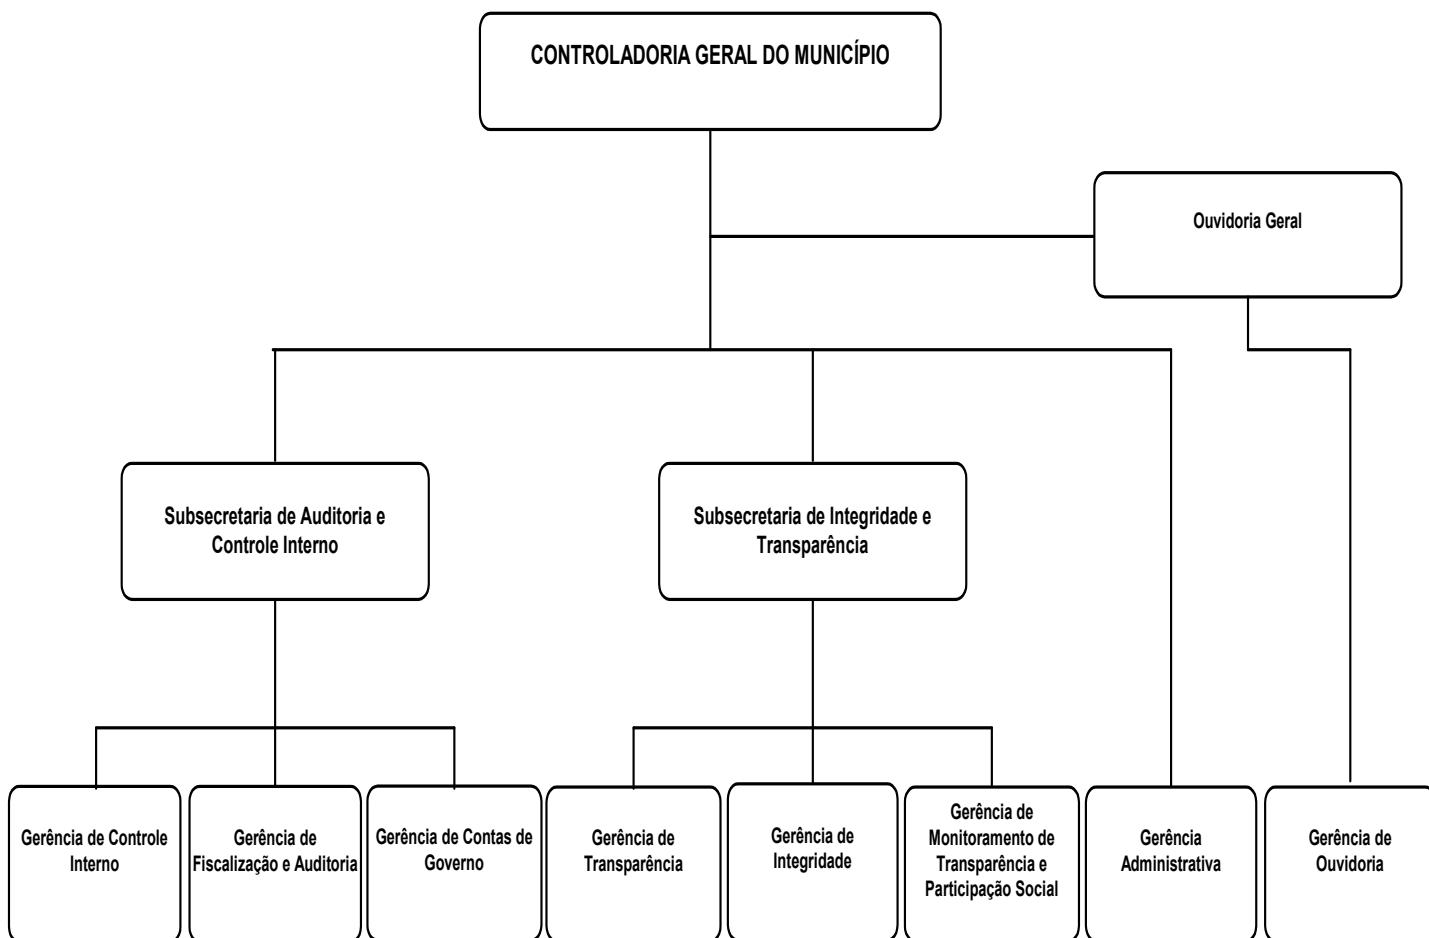 CONTROLADORIA GERAL DO MUNICÍPIO
Ouvidoria Geral
Subsecretaria de Auditoria e
Controle Interno
Subsecretaria de Integridade e
Transparência
Gerência de Controle
Interno
Gerência de
Fiscalização e Auditoria
Gerência de Contas de
Governo
Gerência de
Transparência
Gerência de
Integridade
Gerência de
Monitoramento de
Transparência e
Participação Social
Gerência
Administrativa
Gerência de
Ouvidoria